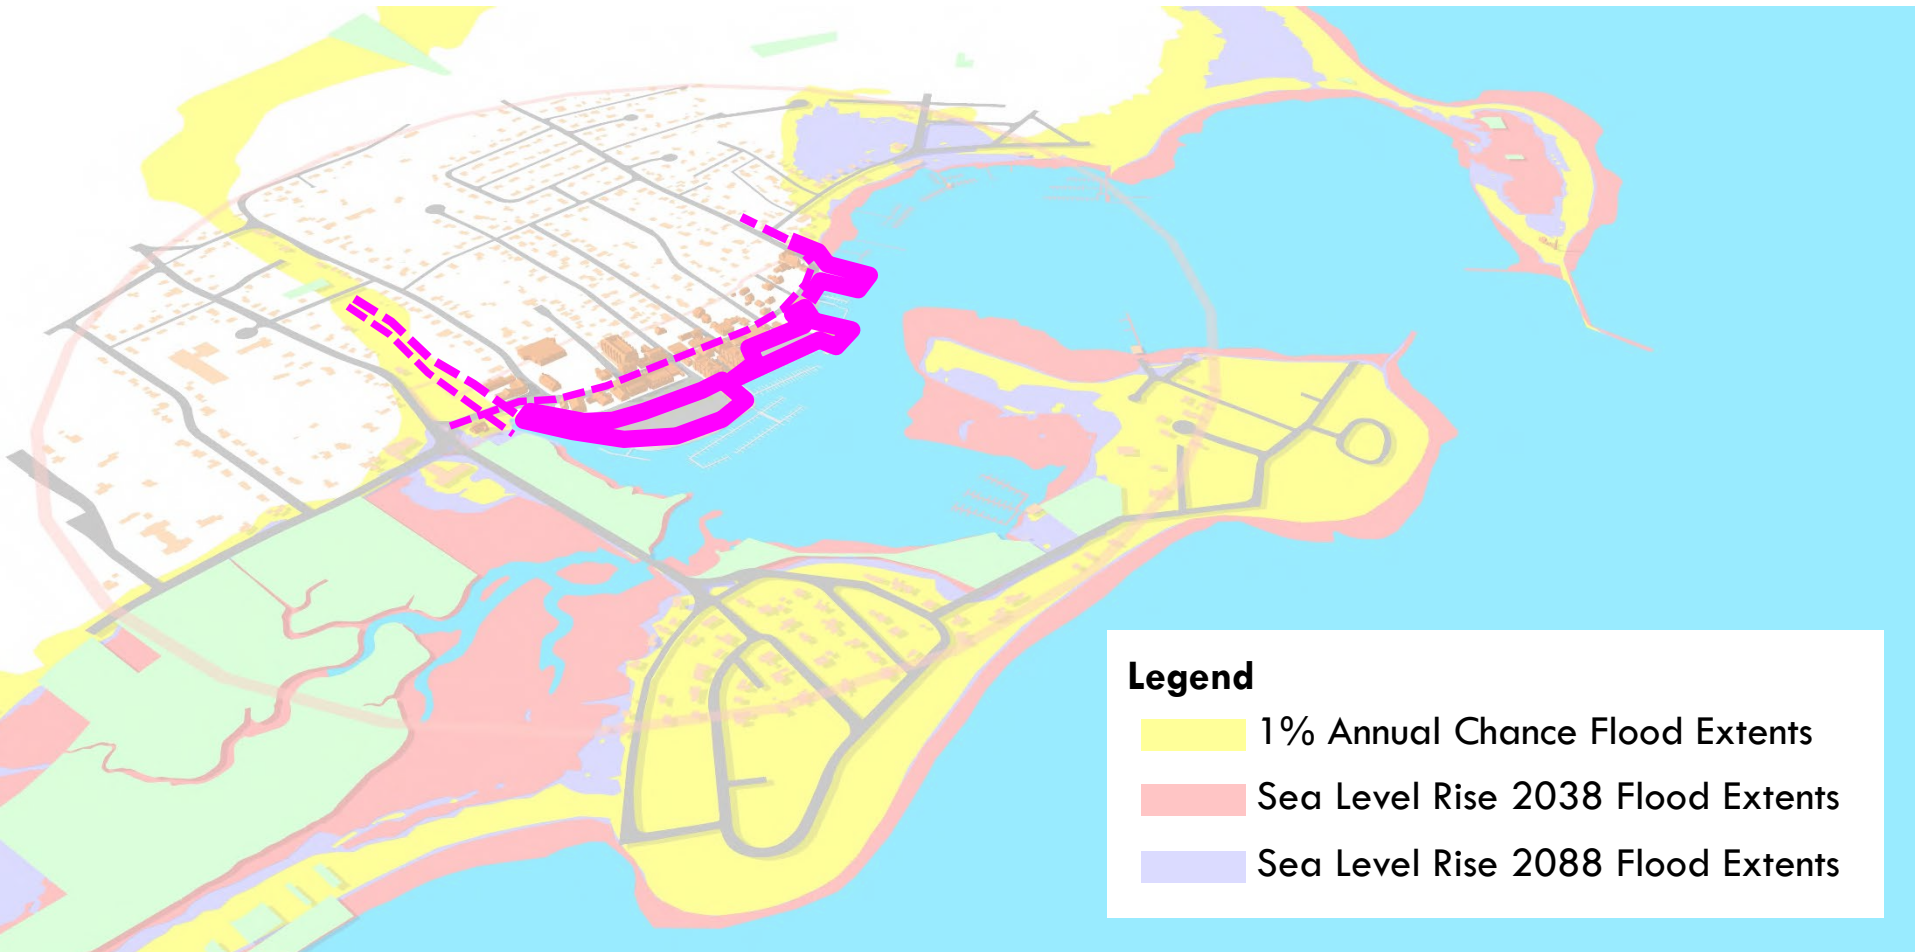 Legend
1% Annual Chance Flood Extents
Sea Level Rise 2038 Flood Extents
Sea Level Rise 2088 Flood Extents